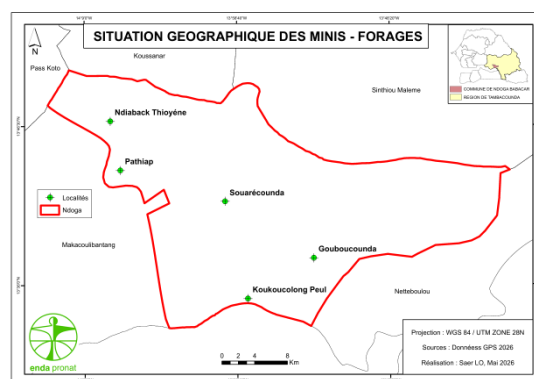 SITUATION GEOGRAPHIQUE DES MINIS - FORAGES
N
Koussanar
Pass Koto
Sinthiou Maleme
COMMUNE DE NDOGA BABACAR
REGION DE TAMBACOUNDA
Ndiaback Thioyéne
Pathiap
Localités
Ndoga
Souarécounda
Makacoulibantang
Gouboucounda
Koukoucolong Peul
Netteboulou
enda pronat
0 2 4 8
Km
Projection : WGS 84 / UTM ZONE 28N
Sources : Donnéess GPS 2026
Réalisation : Saer LO, Mai 2026